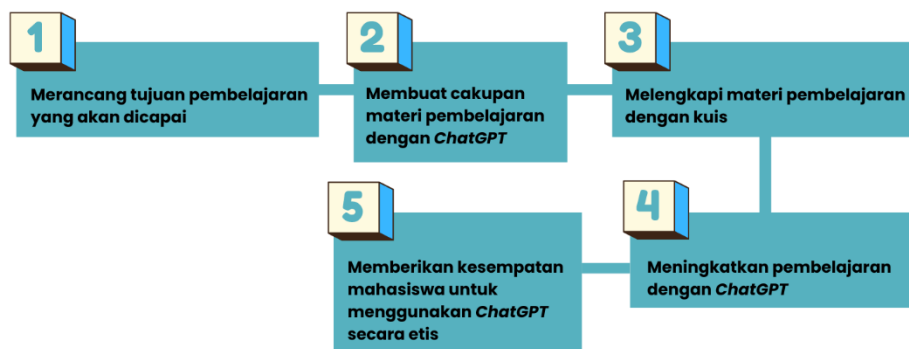 1
Merancang tujuan pembelajaran
yang akan dicapai
2
Membuat cakupan
materi pembelajaran
dengan ChatGPT
3
Melengkapi materi pembelajaran
dengan kuis
4
Meningkatkan pembelajaran
dengan ChatGPT
5
Memberikan kesempatan
mahasiswa untuk
menggunakan ChatGPT
secara etis